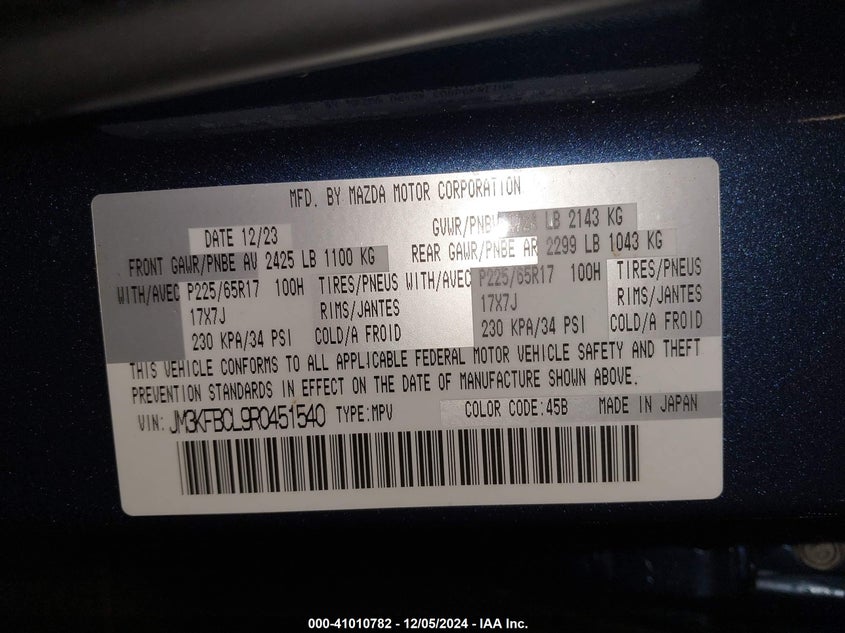 MFD. BY MAZDA MOTOR CORPORATION
DATE 12/23
GVWR/PNBV LB 2143 KG
FRONT GAWR/PNBE AV 2425 LB 1100 KG
REAR GAWR/PNBE AR 2299 LB 1043 KG
WITH/AVEC P225/65R17 100H TIRES/PNEUS
17X7J RIMS/JANTES
230 KPA/34 PSI COLD/A FROID
WITH/AVEC P225/65R17 100H TIRES/PNEUS
17X7J RIMS/JANTES
230 KPA/34 PSI COLD/A FROID
THIS VEHICLE CONFORMS TO ALL APPLICABLE FEDERAL MOTOR VEHICLE SAFETY AND THEFT
PREVENTION STANDARDS IN EFFECT ON THE DATE OF MANUFACTURE SHOWN ABOVE.
VIN: JM3KFBCL9R0451540 TYPE:MPV COLOR CODE:45B MADE IN JAPAN
000-41010782 - 12/05/2024 - IAA Inc.